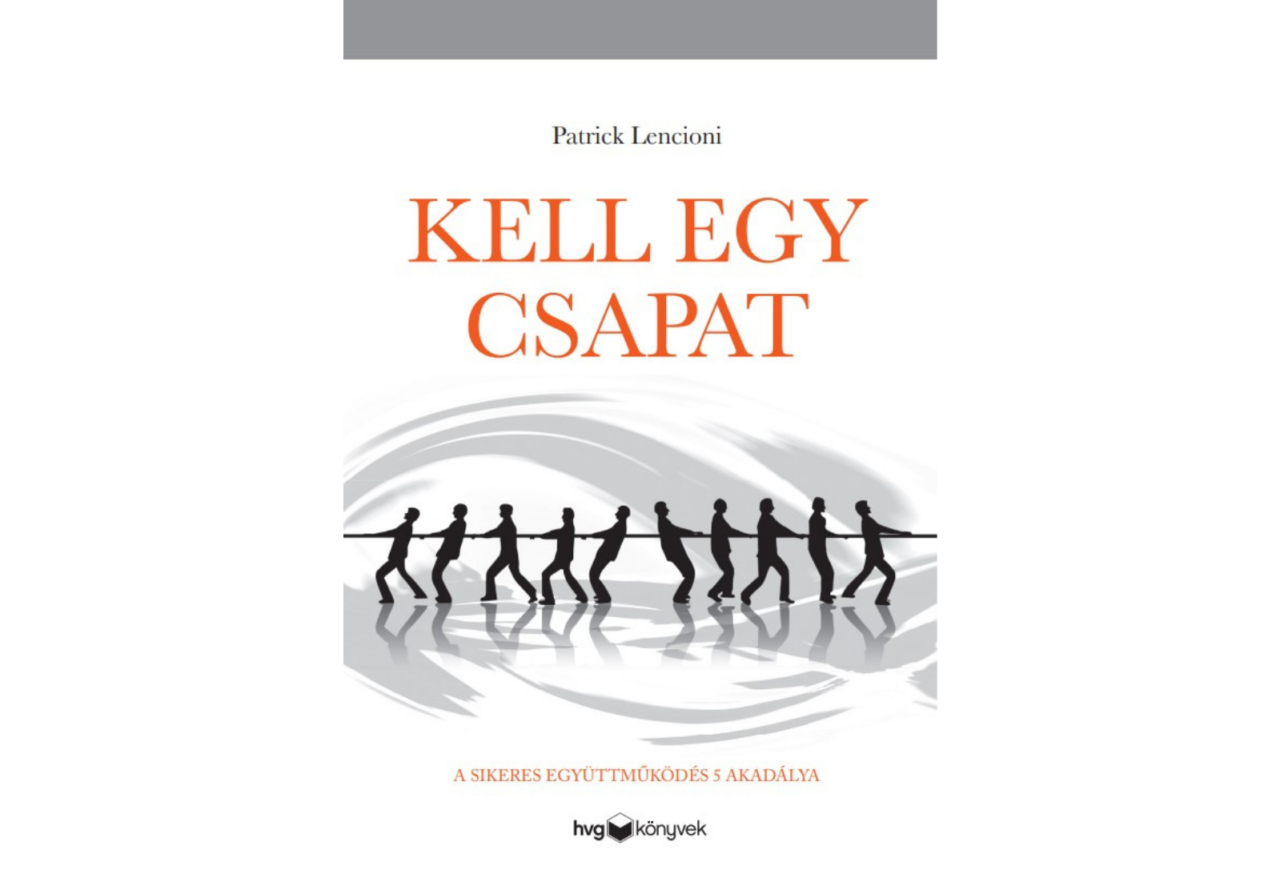 Patrick Lencioni
KELL EGY
CSAPAT
A SIKERES EGYÜTTMŰKÖDÉS 5 AKADÁLYA
hvg könyvek